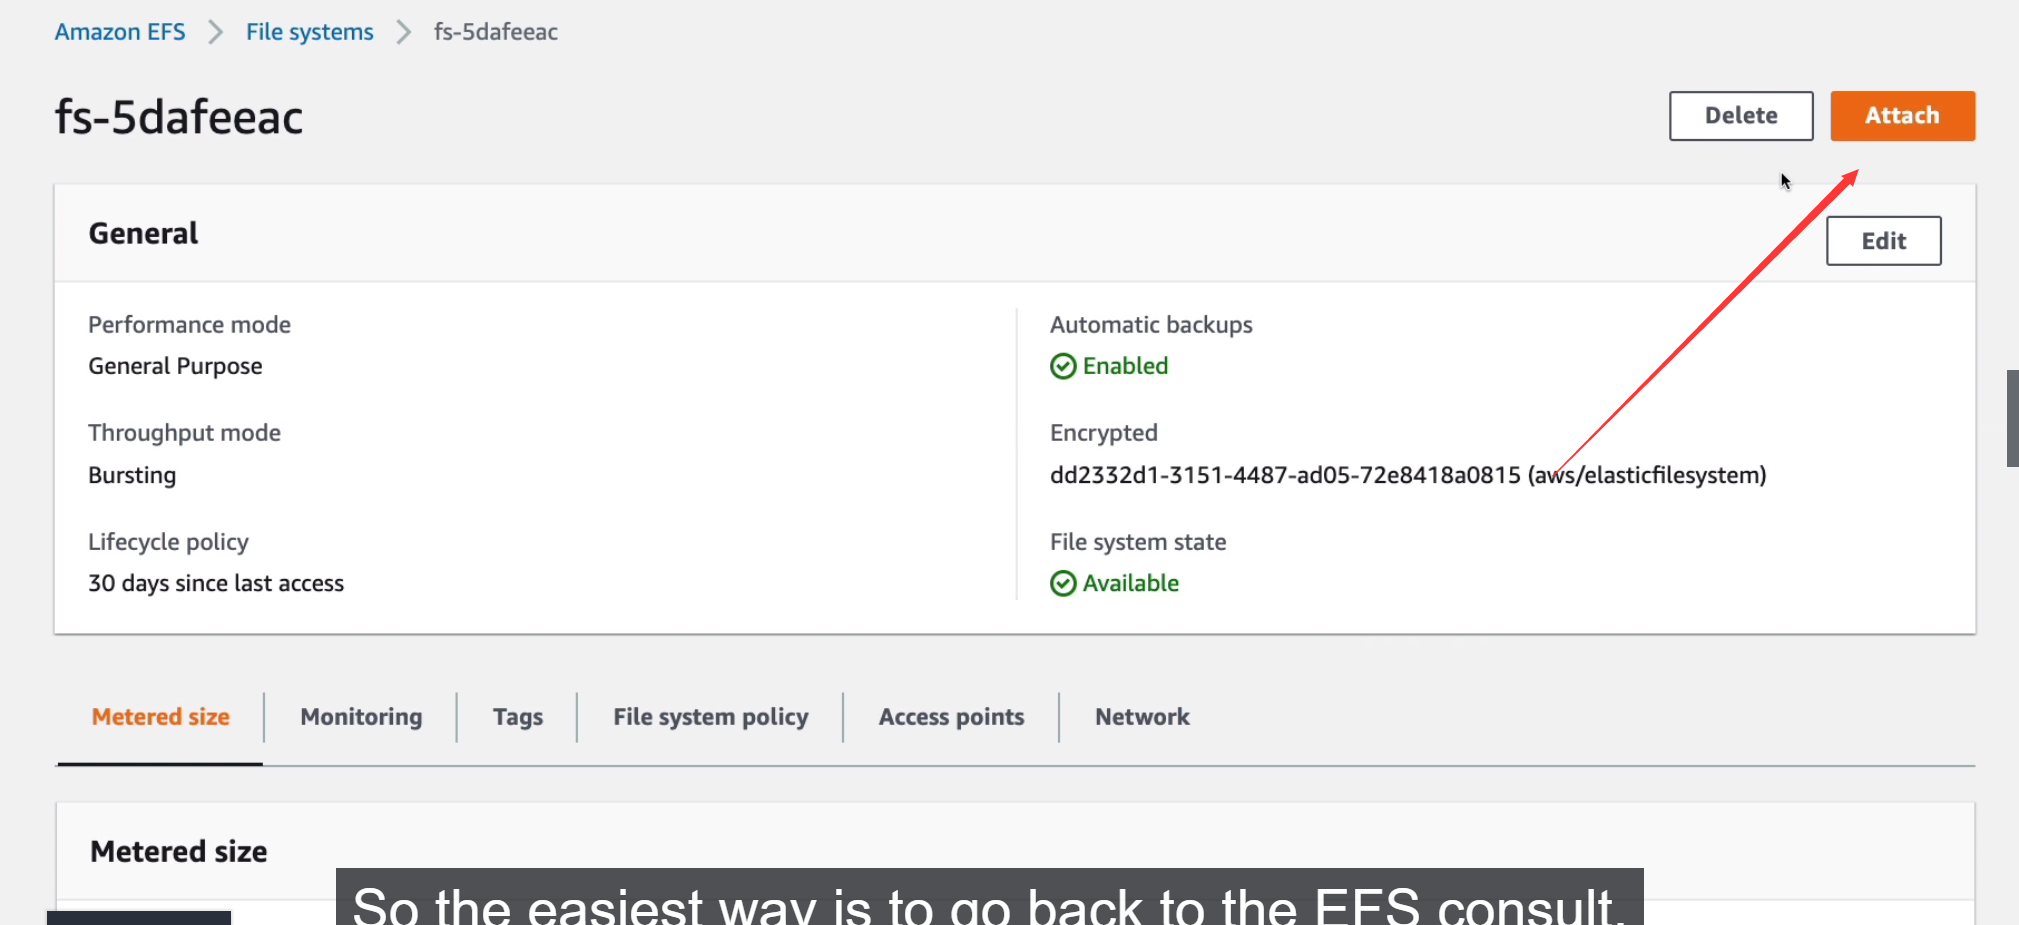 Amazon EFS > File systems > fs-5dafeeac
fs-5dafeeac
Delete
Attach
General
Edit
Performance mode
General Purpose
Throughput mode
Bursting
Lifecycle policy
30 days since last access
Automatic backups
Enabled
Encrypted
dd2332d1-3151-4487-ad05-72e8418a0815 (aws/elasticfilesystem)
File system state
Available
Metered size
Monitoring
Tags
File system policy
Access points
Network
Metered size
So the easiest way is to go back to the EFS consult,